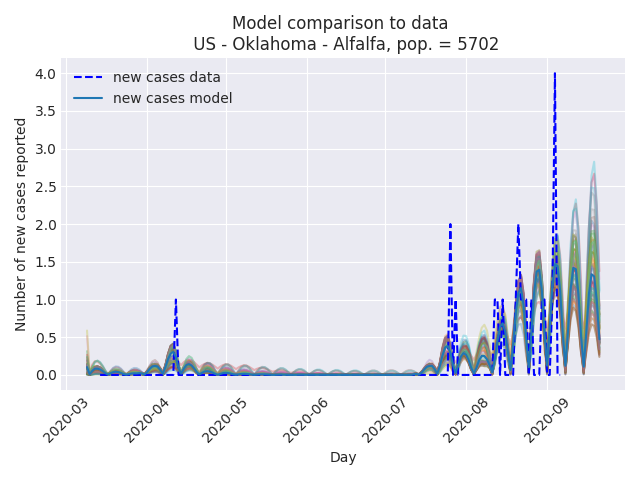 Model comparison to data
US - Oklahoma - Alfalfa, pop. = 5702
new cases data
new cases model
Number of new cases reported
4.0
3.5
3.0
2.5
2.0
1.5
1.0
0.5
0.0
2020-03
2020-04
2020-05
2020-06
2020-07
2020-08
2020-09
Day